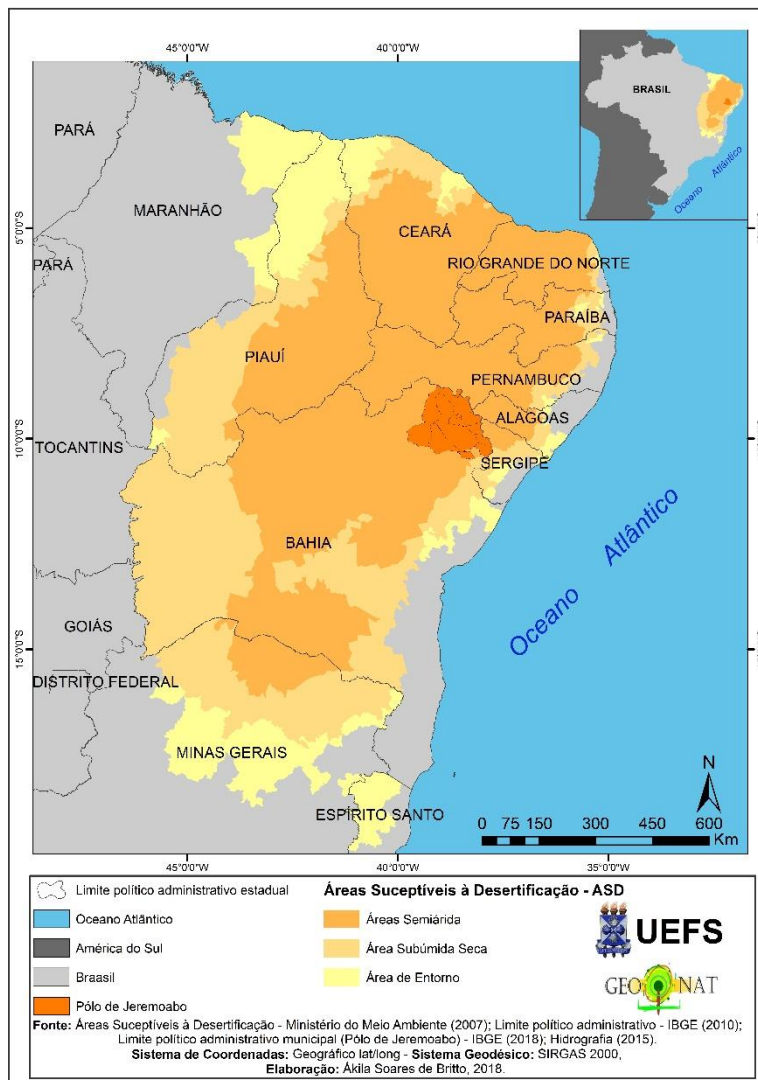 45°0'0"W
40°0'0"W
BRASIL
Oceano Atlântico
PARÁ
MARANHÃO
CEARÁ
5°0'0"S
RIO GRANDE DO NORTE
PARÁ
PARAÍBA
PIAUÍ
PERNAMBUCO
ALAGOAS
10°0'0"S
TOCANTINS
SERGIPE
BAHIA
Oceano Atlântico
GOIÁS
15°0'0"S
DISTRITO FEDERAL
MINAS GERAIS
N
ESPÍRITO SANTO
0 75 150 300 450 600
Km
45°0'0"W
40°0'0"W
35°0'0"W
Limite político administrativo estadual
Oceano Atlântico
América do Sul
Braasil
Pólo de Jeremoabo
Áreas Suceptíveis à Desertificação - ASD
Áreas Semiárida
Área Subúmida Seca
Área de Entorno
UEFS
GEO NAT
Fonte: Áreas Suceptíveis à Desertificação - Ministério do Meio Ambiente (2007); Limite político administrativo - IBGE (2010);
Limite político administrativo municipal (Pólo de Jeremoabo) - IBGE (2018); Hidrografia (2015).
Sistema de Coordenadas: Geográfico lat/long - Sistema Geodésico: SIRGAS 2000,
Elaboração: Ákila Soares de Britto, 2018.